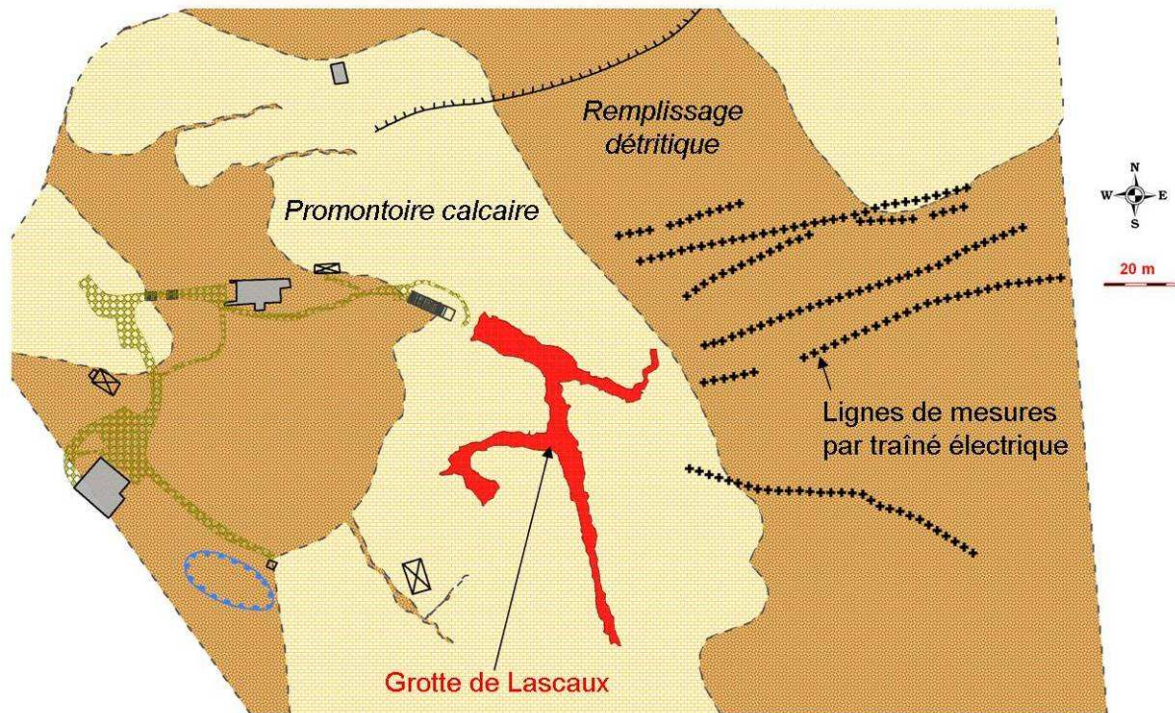 Remplissage
détritique
Promontoire calcaire
N
W E
S
20 m
Lignes de mesures
par traîné électrique
Grotte de Lascaux